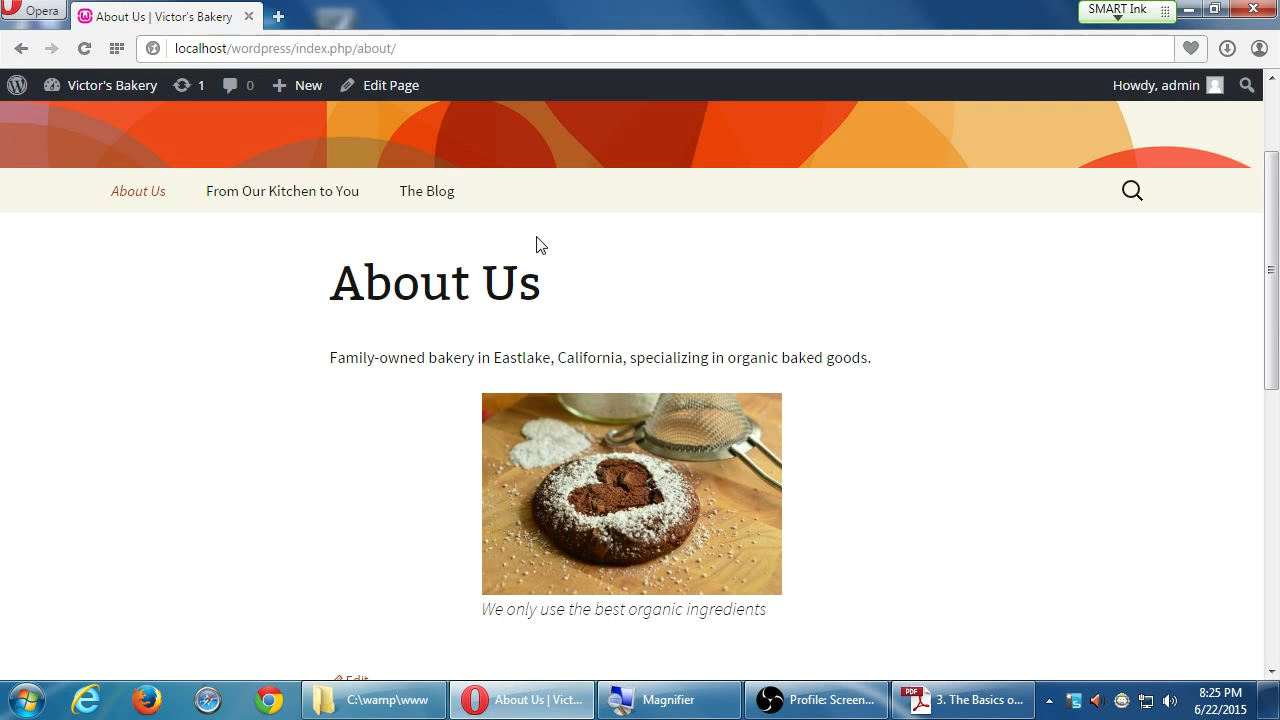 Opera
About Us | Victor's Bakery
SMART Ink
localhost/wordpress/index.php/about/
Victor's Bakery 1 0 New Edit Page Howdy, admin
About Us From Our Kitchen to You The Blog
About Us
Family-owned bakery in Eastlake, California, specializing in organic baked goods.
We only use the best organic ingredients
Edit
C:\wamp\www About Us | Vict... Magnifier Profile: Screen... PDF 3. The Basics o...
8:25 PM
6/22/2015